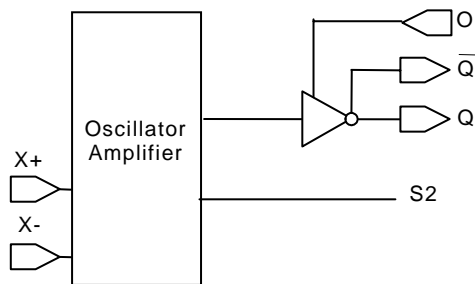 O
Q̅
Oscillator
Amplifier
Q
X+
S2
X-